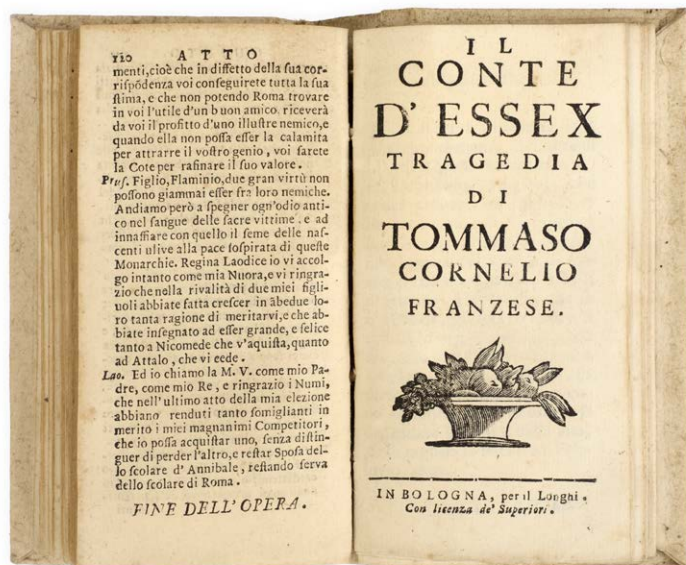 120 ATTO
menti, cioè che in diffetto della ſua cor-
riſpõdenza voi conſeguirete tutta la ſua
ſtima, e che non potendo Roma trovare
in voi l'utile d'un buon amico, riceverà
da voi il profitto d'uno illuſtre nemico, e
quando ella non poſſa eſſer la calamita
per attrarre il voſtro genio, voi ſarete
la Cote per rafinare il ſuo valore.
Pruſ. Figlio, Flaminio, due gran virtù non
poſſono giammai eſſer fra loro nemiche.
Andiamo però a ſpegner ogn'odio anti-
co nel ſangue delle ſacre vittime, e ad
innaffiare con quello il ſeme delle naſ-
centi ulive alla pace ſoſpirata di queſte
Monarchie. Regina Laodice io vi accol-
go intanto come mia Nuora, e vi ringra-
zio che nella rivalità di due miei figli-
uoli abbiate fatta creſcer in ãbedue lo-
ro tanta ragione di meritarvi, e che ab-
biate inſegnato ad eſſer grande, e felice
tanto a Nicomede che v'aquiſta, quanto
ad Attalo, che vi cede.
Lao. Ed io chiamo la M. V. come mio Pa-
dre, come mio Re, e ringrazio i Numi,
che nell'ultimo atto della mia elezione
abbiano renduti tanto ſomiglianti in
merito i miei magnanimi Competitori,
che io poſſa acquiſtar uno, ſenza diſtin-
guer di perder l'altro, e reſtar Spoſa del-
lo ſcolare d'Annibale, reſtando ſerva
dello ſcolare di Roma.
FINE DELL'OPERA.
IL
CONTE
D'ESSEX
TRAGEDIA
DI
TOMMASO
CORNELIO
FRANZESE.
IN BOLOGNA, per il Longhi.
Con licenza de' Superiori.